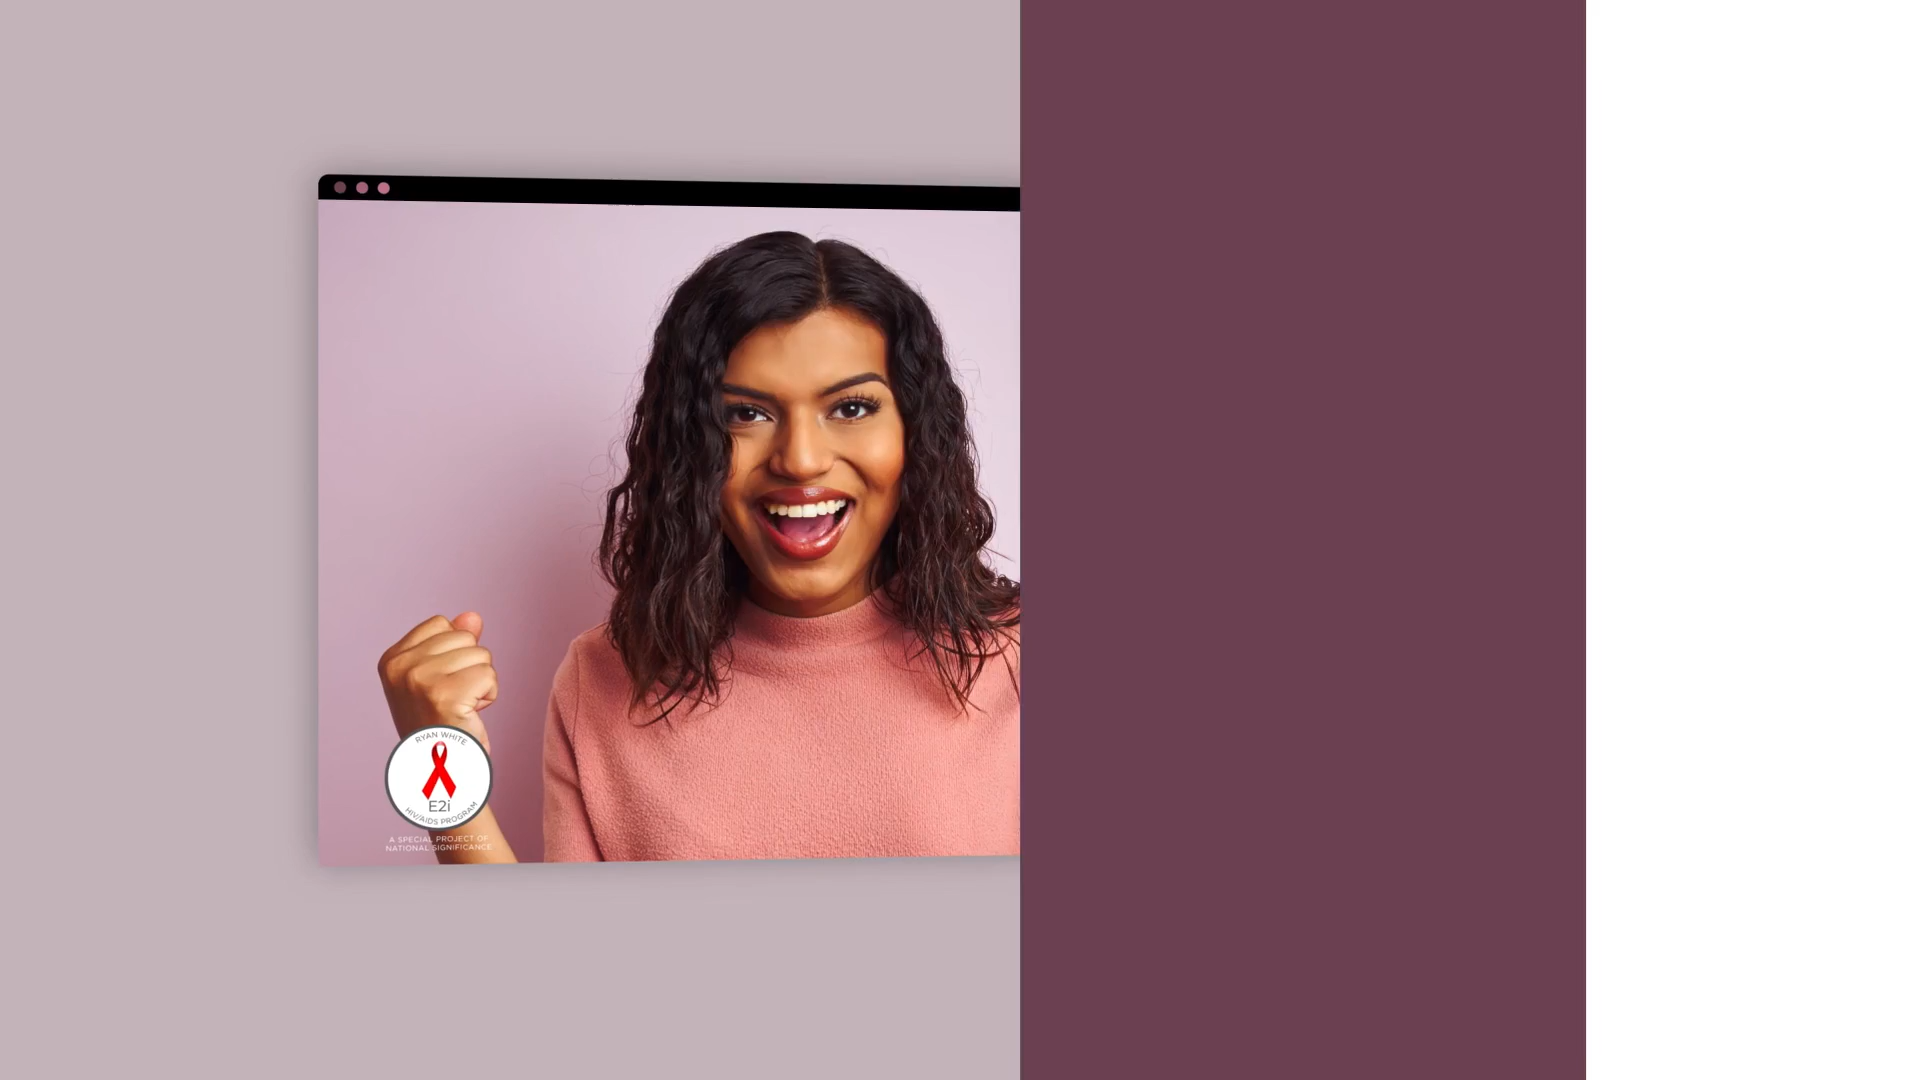 RYAN WHITE
E2i
HIV/AIDS PROGRAM
A SPECIAL PROJECT OF
NATIONAL SIGNIFICANCE